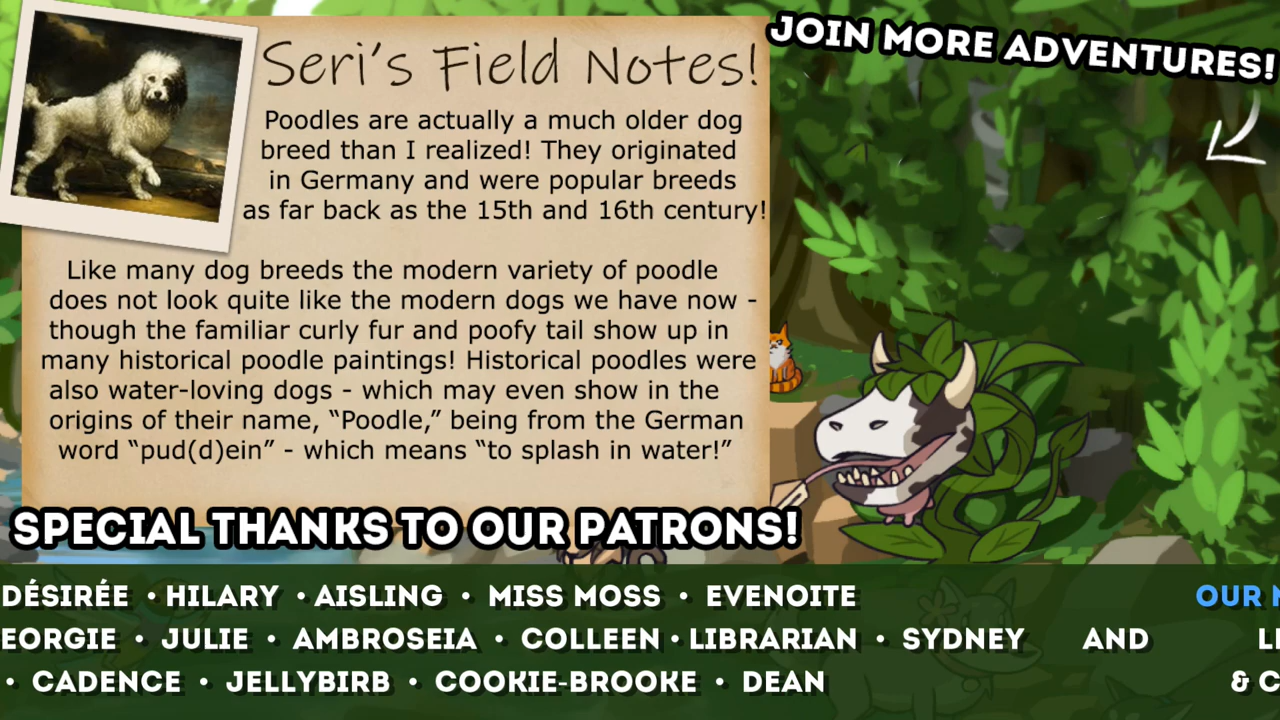 Seri's Field Notes!
JOIN MORE ADVENTURES!
Poodles are actually a much older dog
breed than I realized! They originated
in Germany and were popular breeds
as far back as the 15th and 16th century!
Like many dog breeds the modern variety of poodle
does not look quite like the modern dogs we have now -
though the familiar curly fur and poofy tail show up in
many historical poodle paintings! Historical poodles were
also water-loving dogs - which may even show in the
origins of their name, “Poodle,” being from the German
word “pud(d)ein” - which means “to splash in water!”
SPECIAL THANKS TO OUR PATRONS!
DÉSIRÉE • HILARY • AISLING • MISS MOSS • EVENOITE OUR
EORGIE • JULIE • AMBROSEIA • COLLEEN • LIBRARIAN • SYDNEY AND
• CADENCE • JELLYBIRB • COOKIE-BROOKE • DEAN &